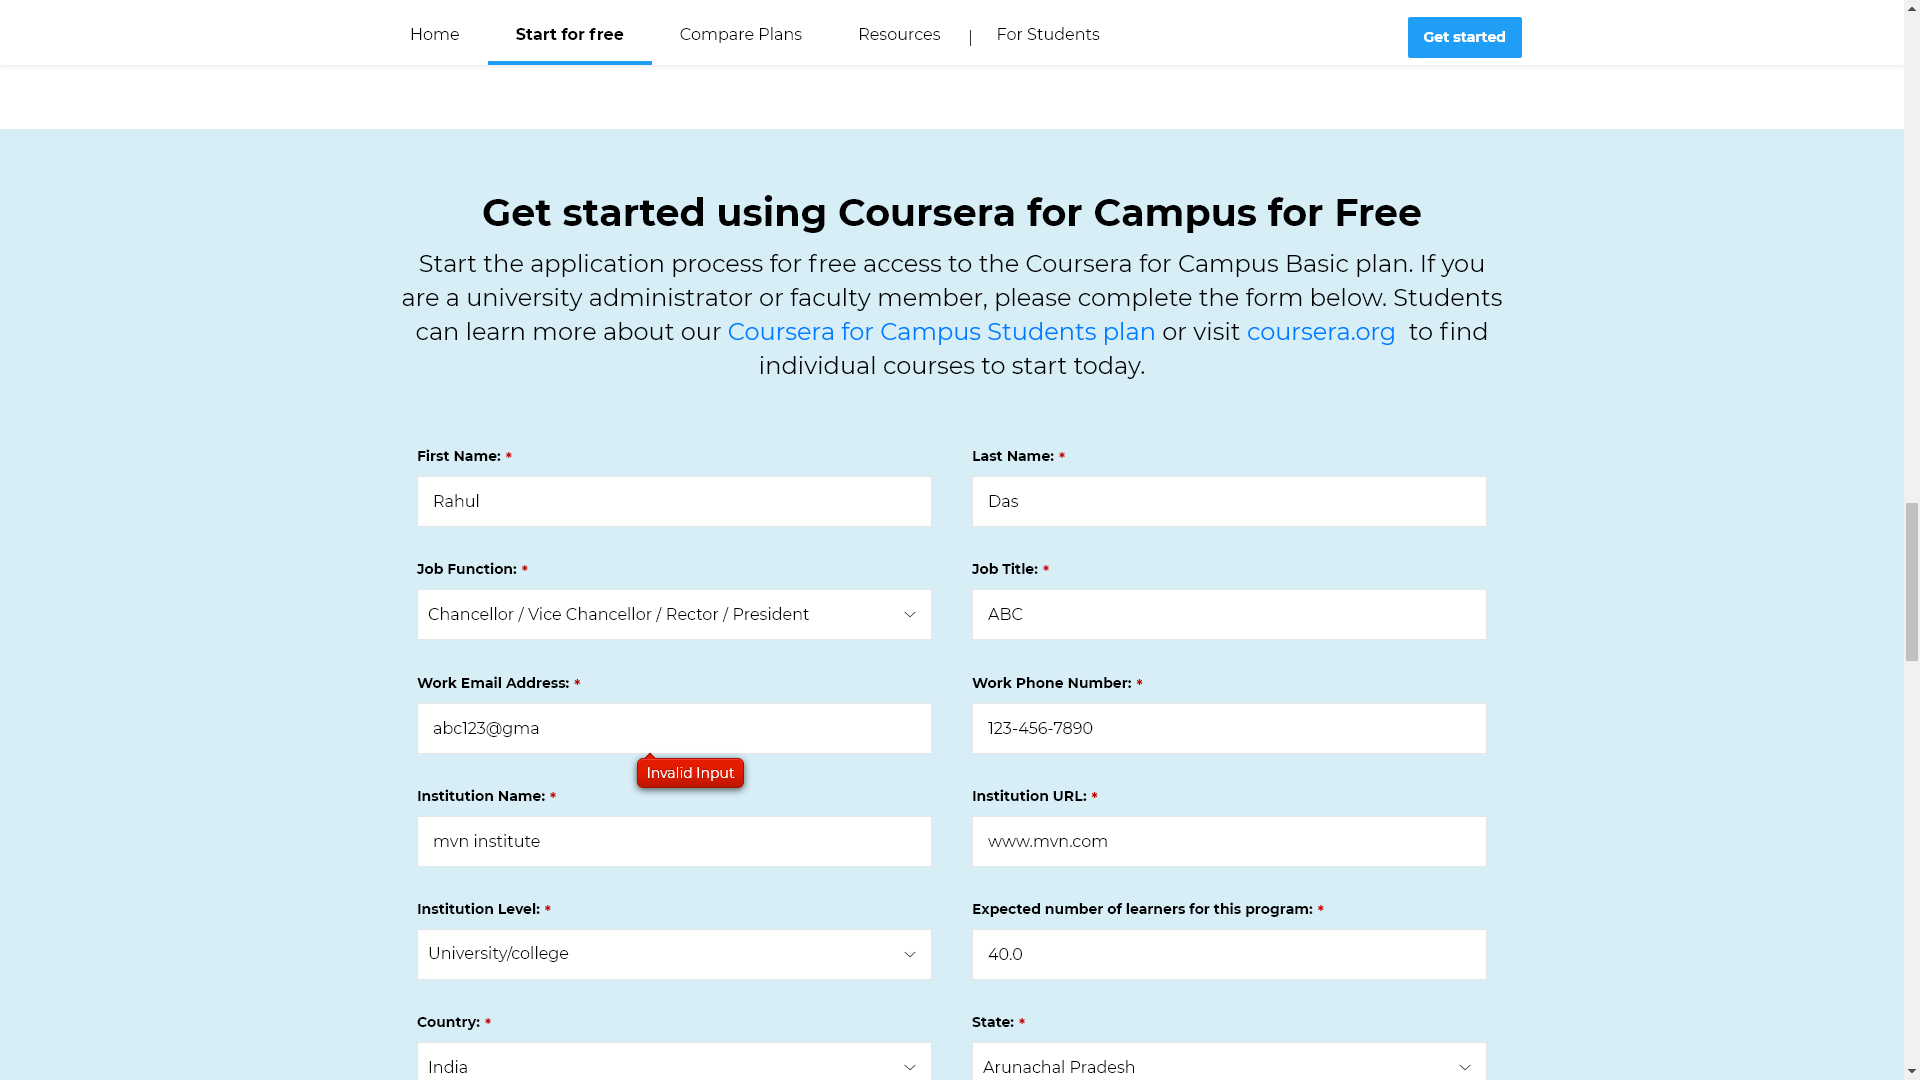 Home
Start for free
Compare Plans
Resources
|
For Students
Get started
Get started using Coursera for Campus for Free
Start the application process for free access to the Coursera for Campus Basic plan. If you
are a university administrator or faculty member, please complete the form below. Students
can learn more about our Coursera for Campus Students plan or visit coursera.org to find
individual courses to start today.
First Name: *
Last Name: *
Rahul
Das
Job Function: *
Job Title: *
Chancellor / Vice Chancellor / Rector / President
ABC
Work Email Address: *
Work Phone Number: *
abc123@gma
123-456-7890
Invalid Input
Institution Name: *
Institution URL: *
mvn institute
www.mvn.com
Institution Level: *
Expected number of learners for this program: *
University/college
40.0
Country: *
State: *
India
Arunachal Pradesh